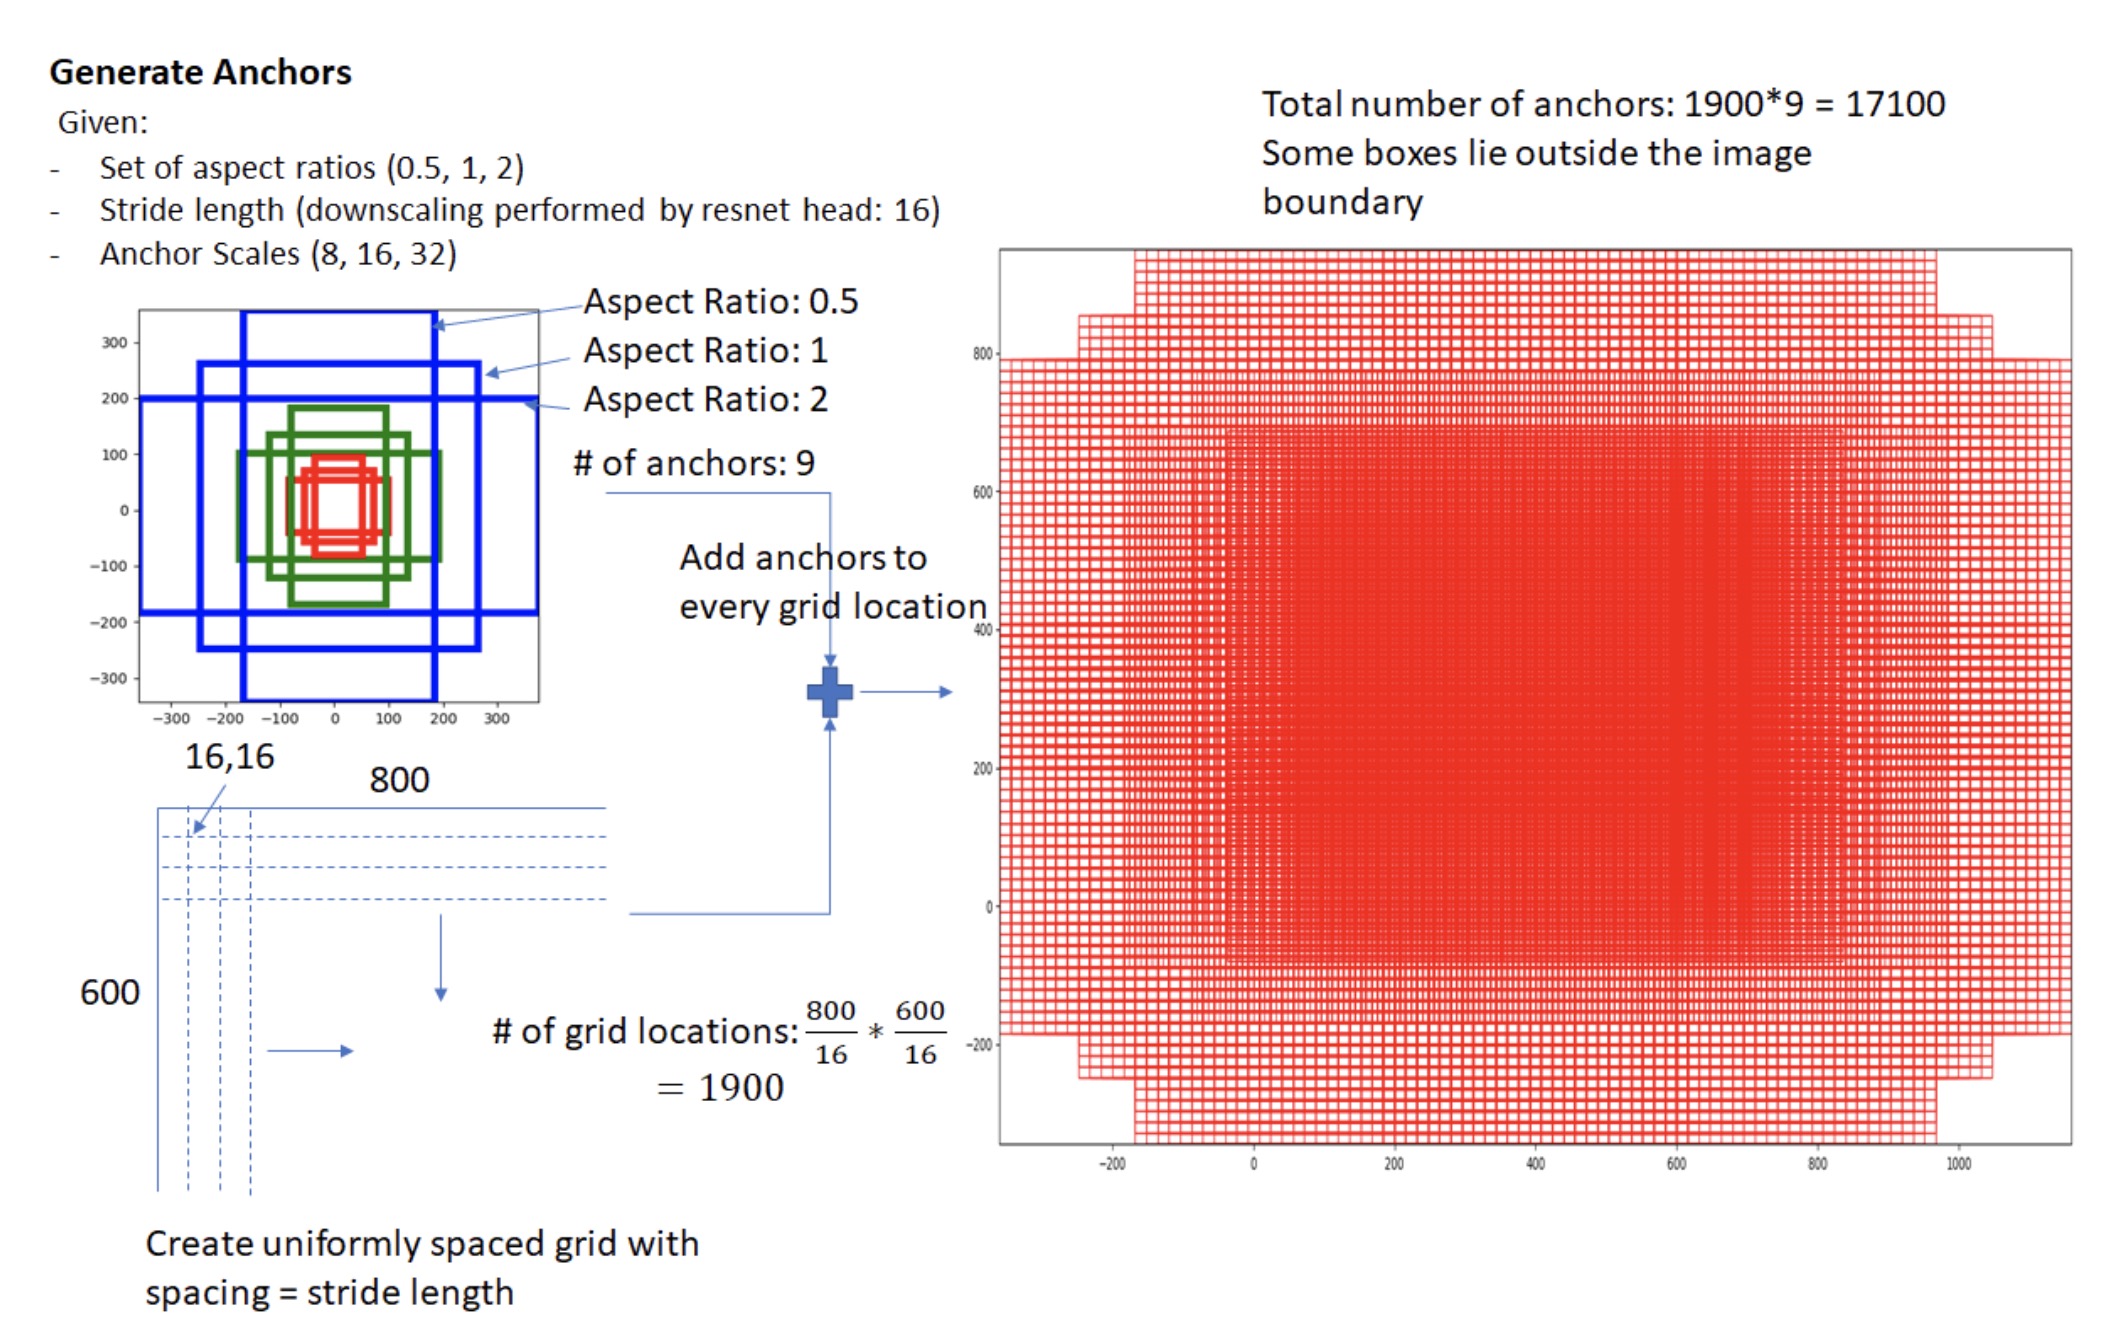 Generate Anchors
Given:
- Set of aspect ratios (0.5, 1, 2)
- Stride length (downscaling performed by resnet head: 16)
- Anchor Scales (8, 16, 32)
Aspect Ratio: 0.5
Aspect Ratio: 1
Aspect Ratio: 2
# of anchors: 9
300
200
100
0
−100
−200
−300
−300 −200 −100 0 100 200 300
Add anchors to
every grid location
16,16
800
600
# of grid locations: 800/16 * 600/16
= 1900
Create uniformly spaced grid with
spacing = stride length
Total number of anchors: 1900*9 = 17100
Some boxes lie outside the image
boundary
800
600
400
200
0
−200
−200 0 200 400 600 800 1000